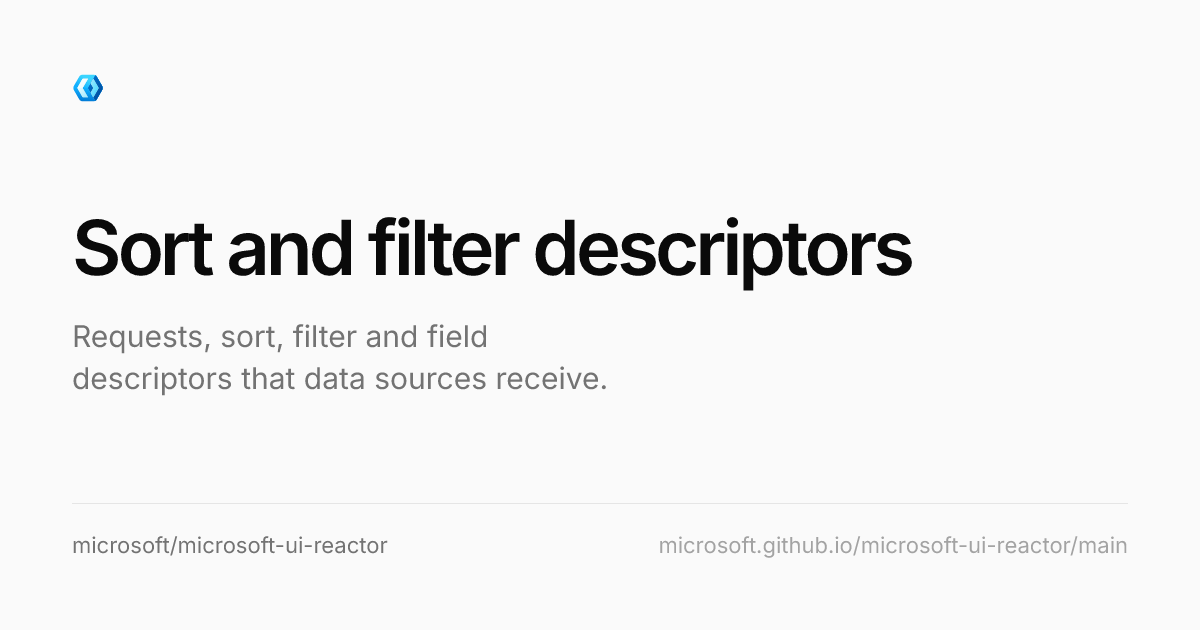 Sort and filter descriptors
Requests, sort, filter and field
descriptors that data sources receive.
microsoft/microsoft-ui-reactor
microsoft.github.io/microsoft-ui-reactor/main